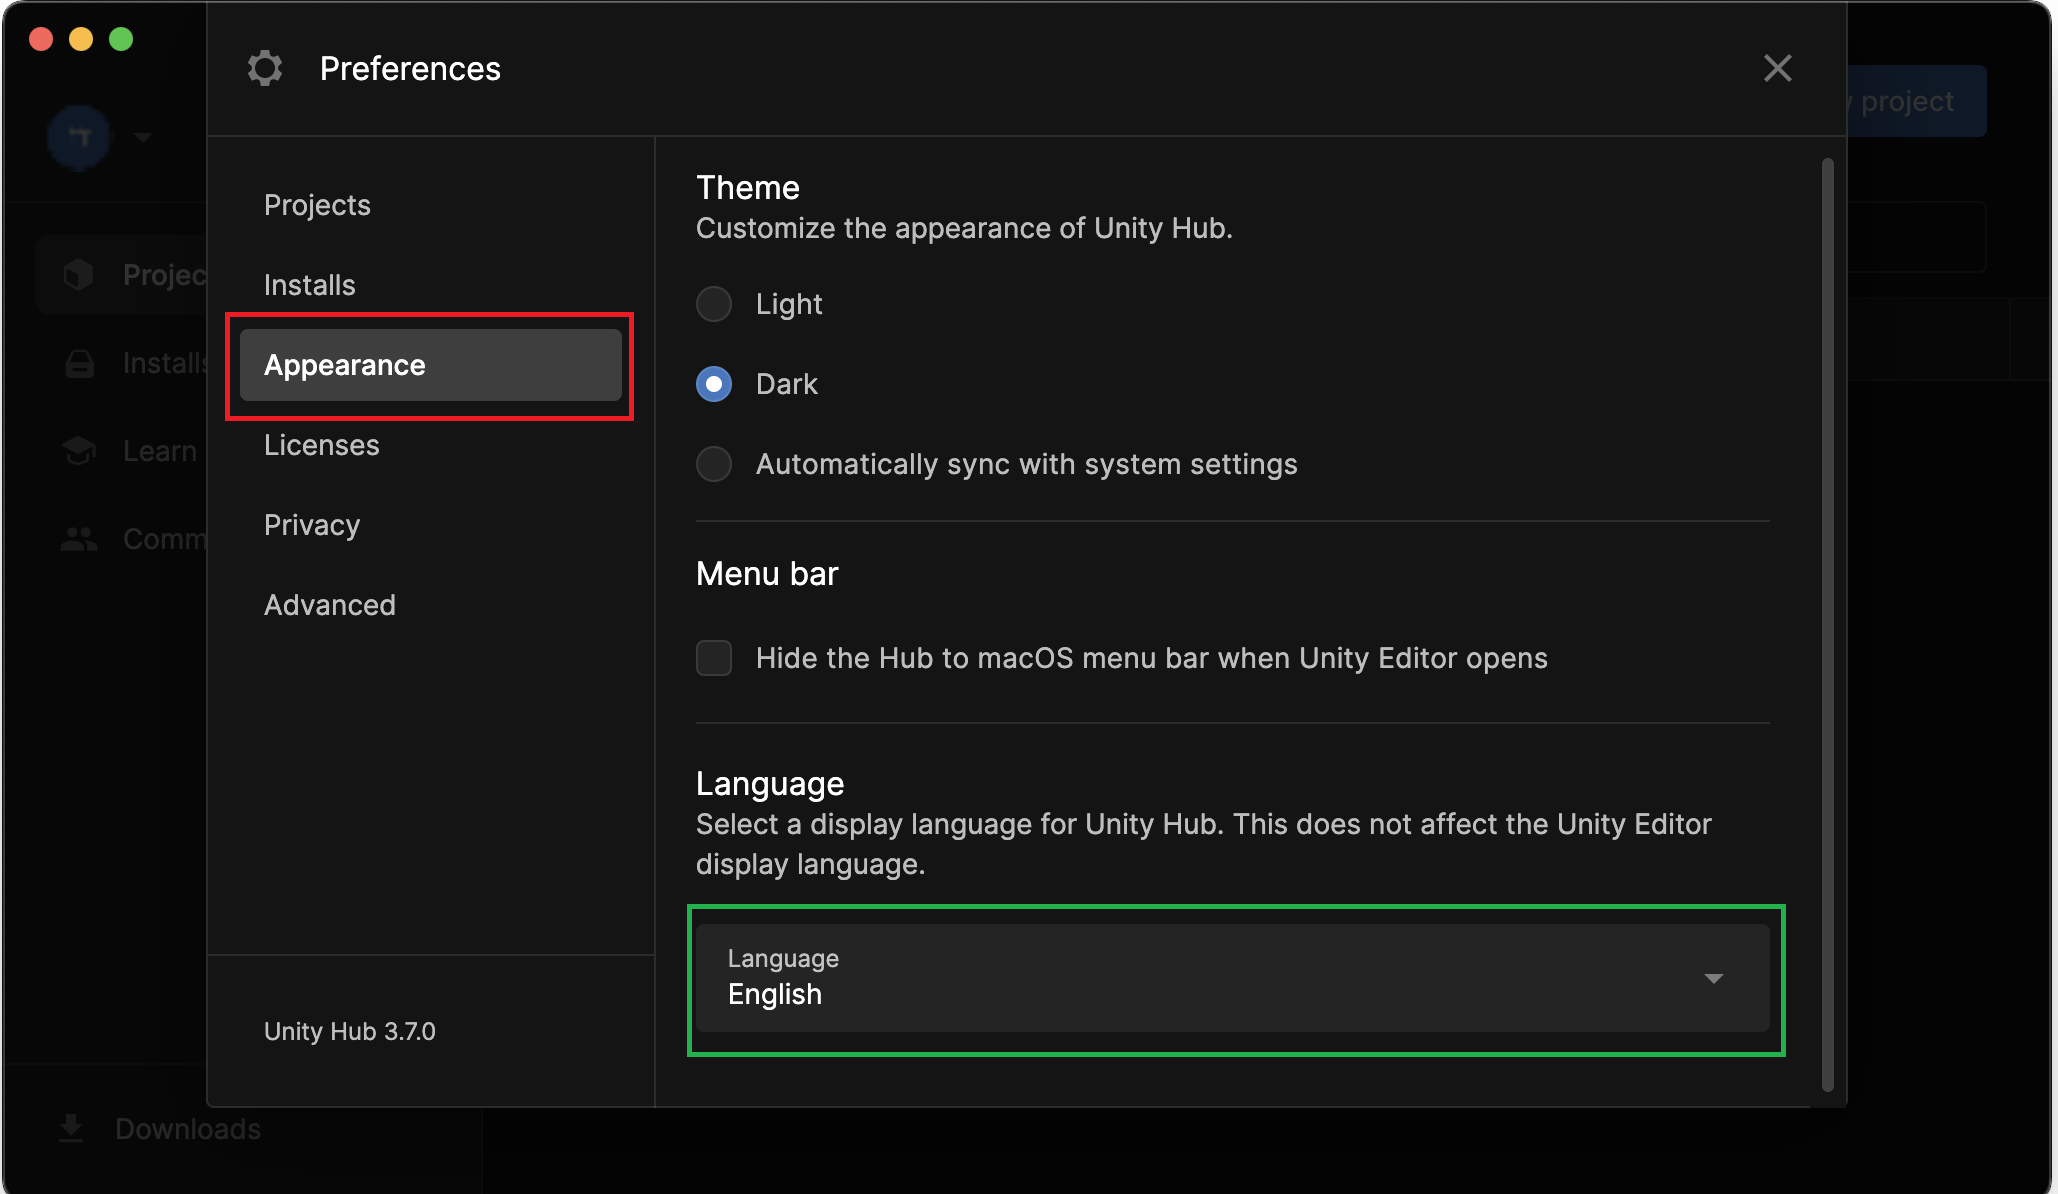 Preferences
project
Projects
Installs
Appearance
Licenses
Privacy
Advanced
Unity Hub 3.7.0
Theme
Customize the appearance of Unity Hub.
Light
Dark
Automatically sync with system settings
Menu bar
Hide the Hub to macOS menu bar when Unity Editor opens
Language
Select a display language for Unity Hub. This does not affect the Unity Editor
display language.
Language
English
Projec
Installs
Learn
Comm
Downloads